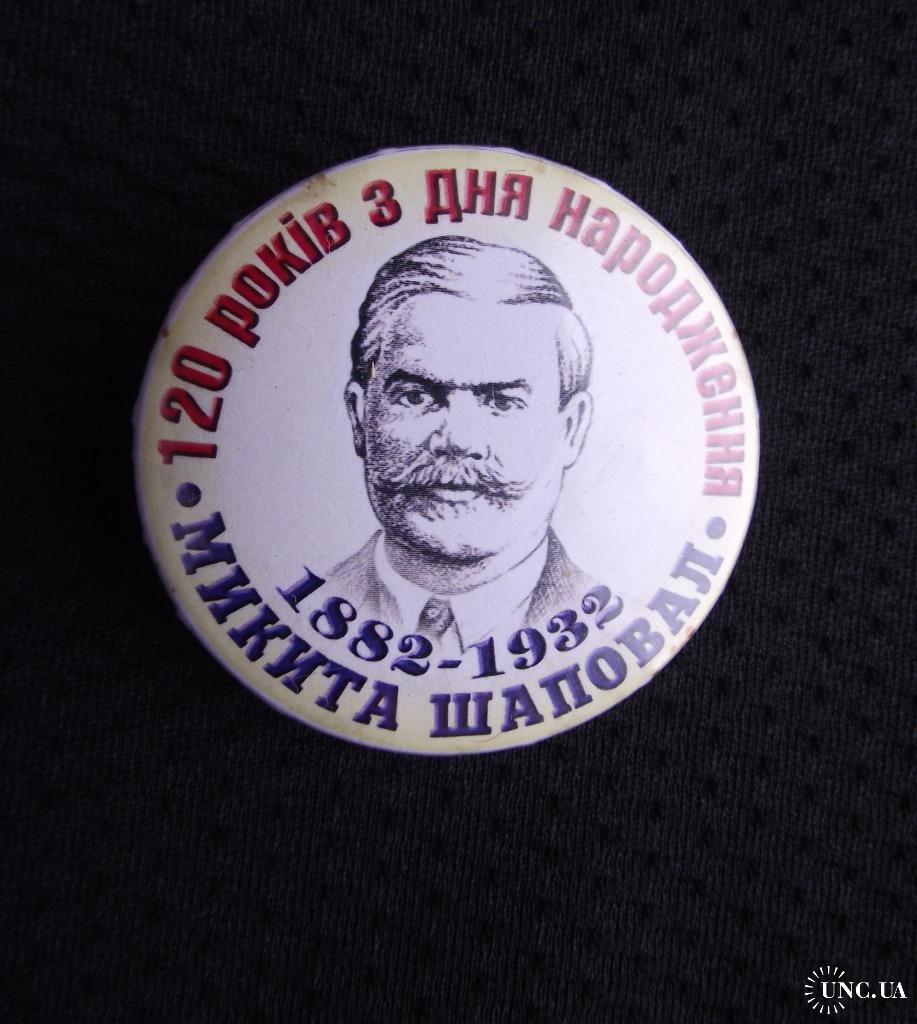 120 років з дня народження
1882-1932
• МИКИТА ШАПОВАЛ •
UNC.UA